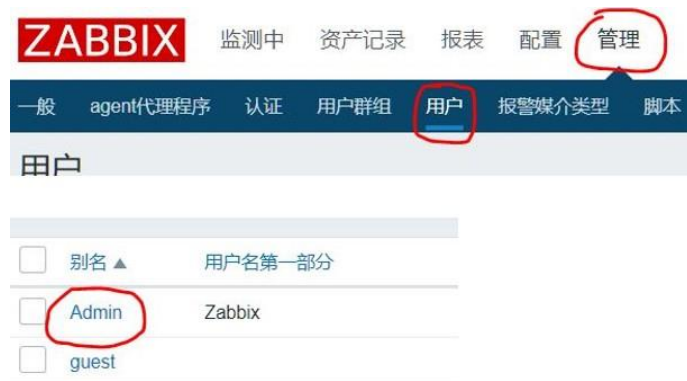 ZABBIX 监测中 资产记录 报表 配置 管理
一般 agent代理程序 认证 用户群组 用户 报警媒介类型 脚本
用户
别名▲ 用户名第一部分
Admin Zabbix
guest